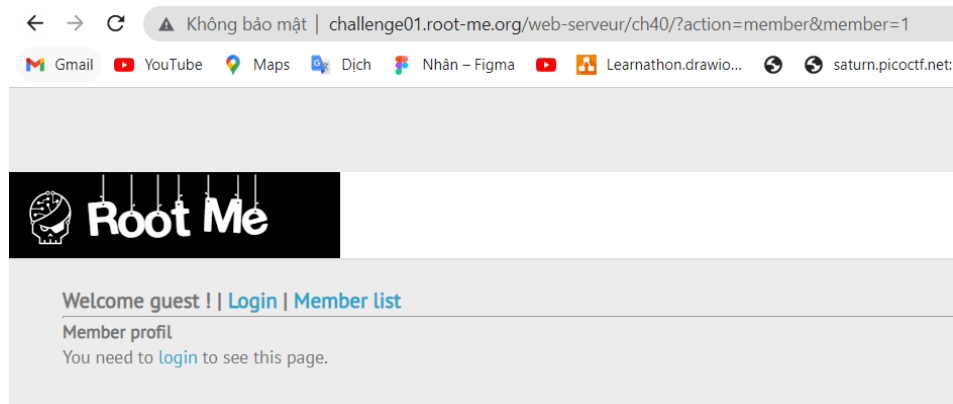 Không bảo mật | challenge01.root-me.org/web-serveur/ch40/?action=member&member=1
Gmail YouTube Maps Dịch Nhân – Figma Learnathon.drawio... saturn.picoctf.net:
Root Me
Welcome guest ! | Login | Member list
Member profil
You need to login to see this page.